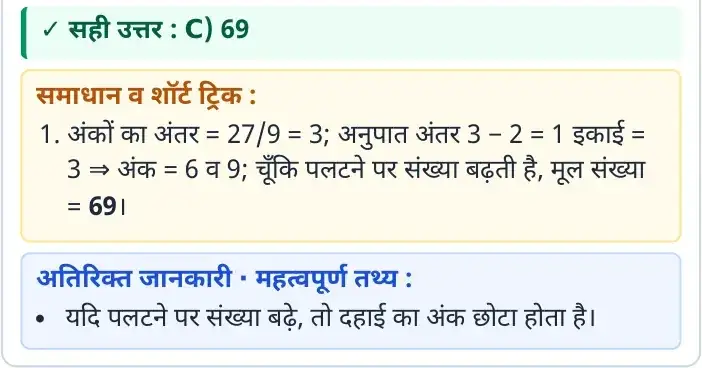 ✓ सही उत्तर : C) 69
समाधान व शॉर्ट ट्रिक :
1. अंकों का अंतर = 27/9 = 3; अनुपात अंतर 3 − 2 = 1 इकाई =
3 ⇒ अंक = 6 व 9; चूँकि पलटने पर संख्या बढ़ती है, मूल संख्या
= 69।
अतिरिक्त जानकारी · महत्वपूर्ण तथ्य :
• यदि पलटने पर संख्या बढ़े, तो दहाई का अंक छोटा होता है।